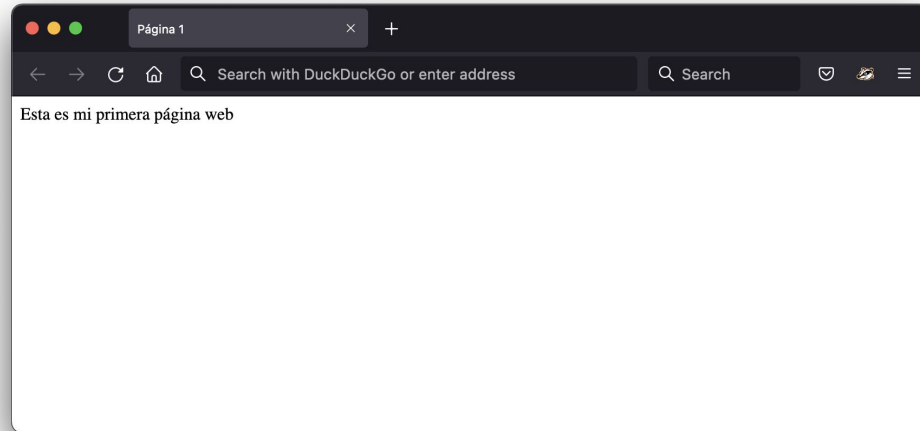 Página 1
Search with DuckDuckGo or enter address
Search
Esta es mi primera página web